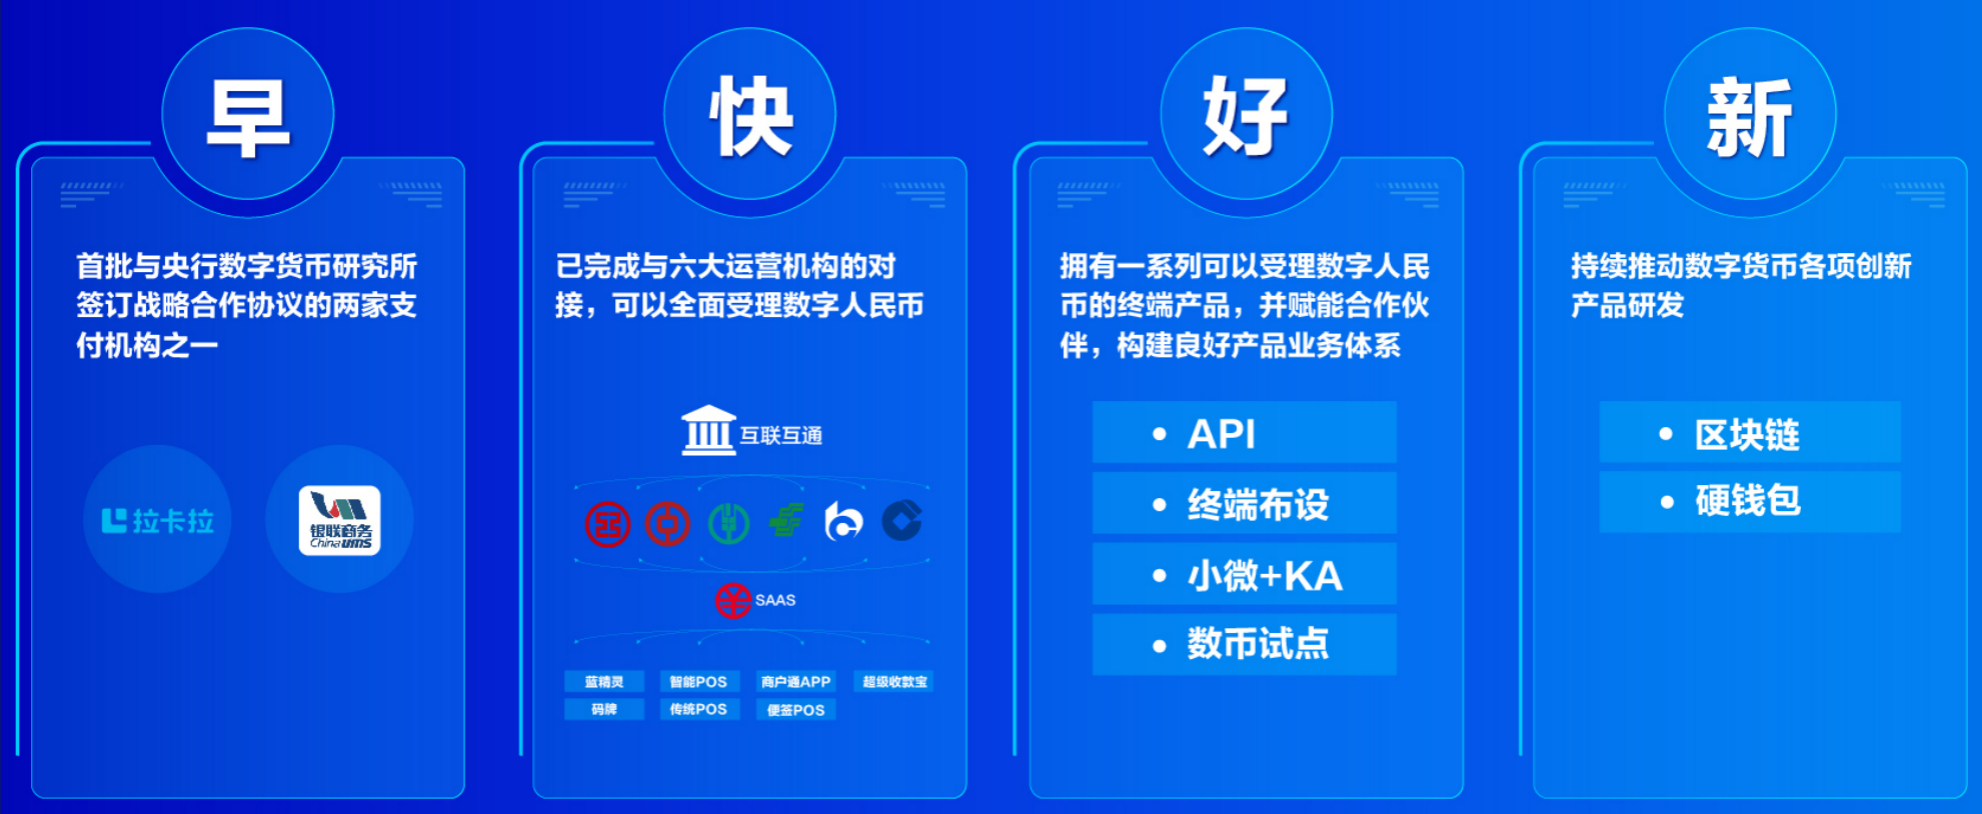 早
首批与央行数字货币研究所
签订战略合作协议的两家支
付机构之一
拉卡拉
银联商务
China UMS
快
已完成与六大运营机构的对
接，可以全面受理数字人民币
互联互通
SAAS
蓝精灵
智能POS
商户通APP
超级收款宝
码牌
传统POS
便签POS
好
拥有一系列可以受理数字人民
币的终端产品，并赋能合作伙
伴，构建良好产品业务体系
• API
• 终端布设
• 小微+KA
• 数币试点
新
持续推动数字货币各项创新
产品研发
• 区块链
• 硬钱包